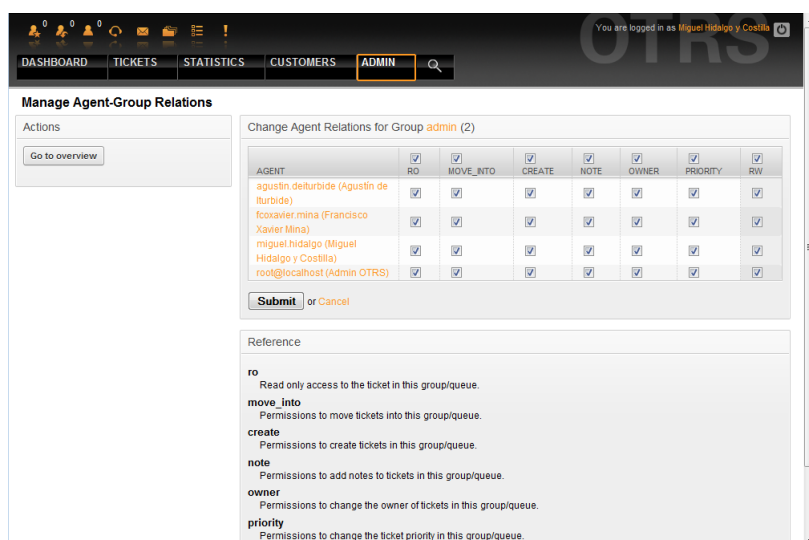 0 0 0
You are logged in as Miguel Hidalgo y Costilla
OTRS
DASHBOARD TICKETS STATISTICS CUSTOMERS ADMIN
Manage Agent-Group Relations
Actions
Go to overview
Change Agent Relations for Group admin (2)
AGENT RO MOVE_INTO CREATE NOTE OWNER PRIORITY RW
agustin.deiturbide (Agustín de
Iturbide)
fcoxavier.mina (Francisco
Xavier Mina)
miguel.hidalgo (Miguel
Hidalgo y Costilla)
root@localhost (Admin OTRS)
Submit or Cancel
Reference
ro
Read only access to the ticket in this group/queue.
move_into
Permissions to move tickets into this group/queue.
create
Permissions to create tickets in this group/queue.
note
Permissions to add notes to tickets in this group/queue.
owner
Permissions to change the owner of tickets in this group/queue.
priority
Permissions to change the ticket priority in this group/queue.